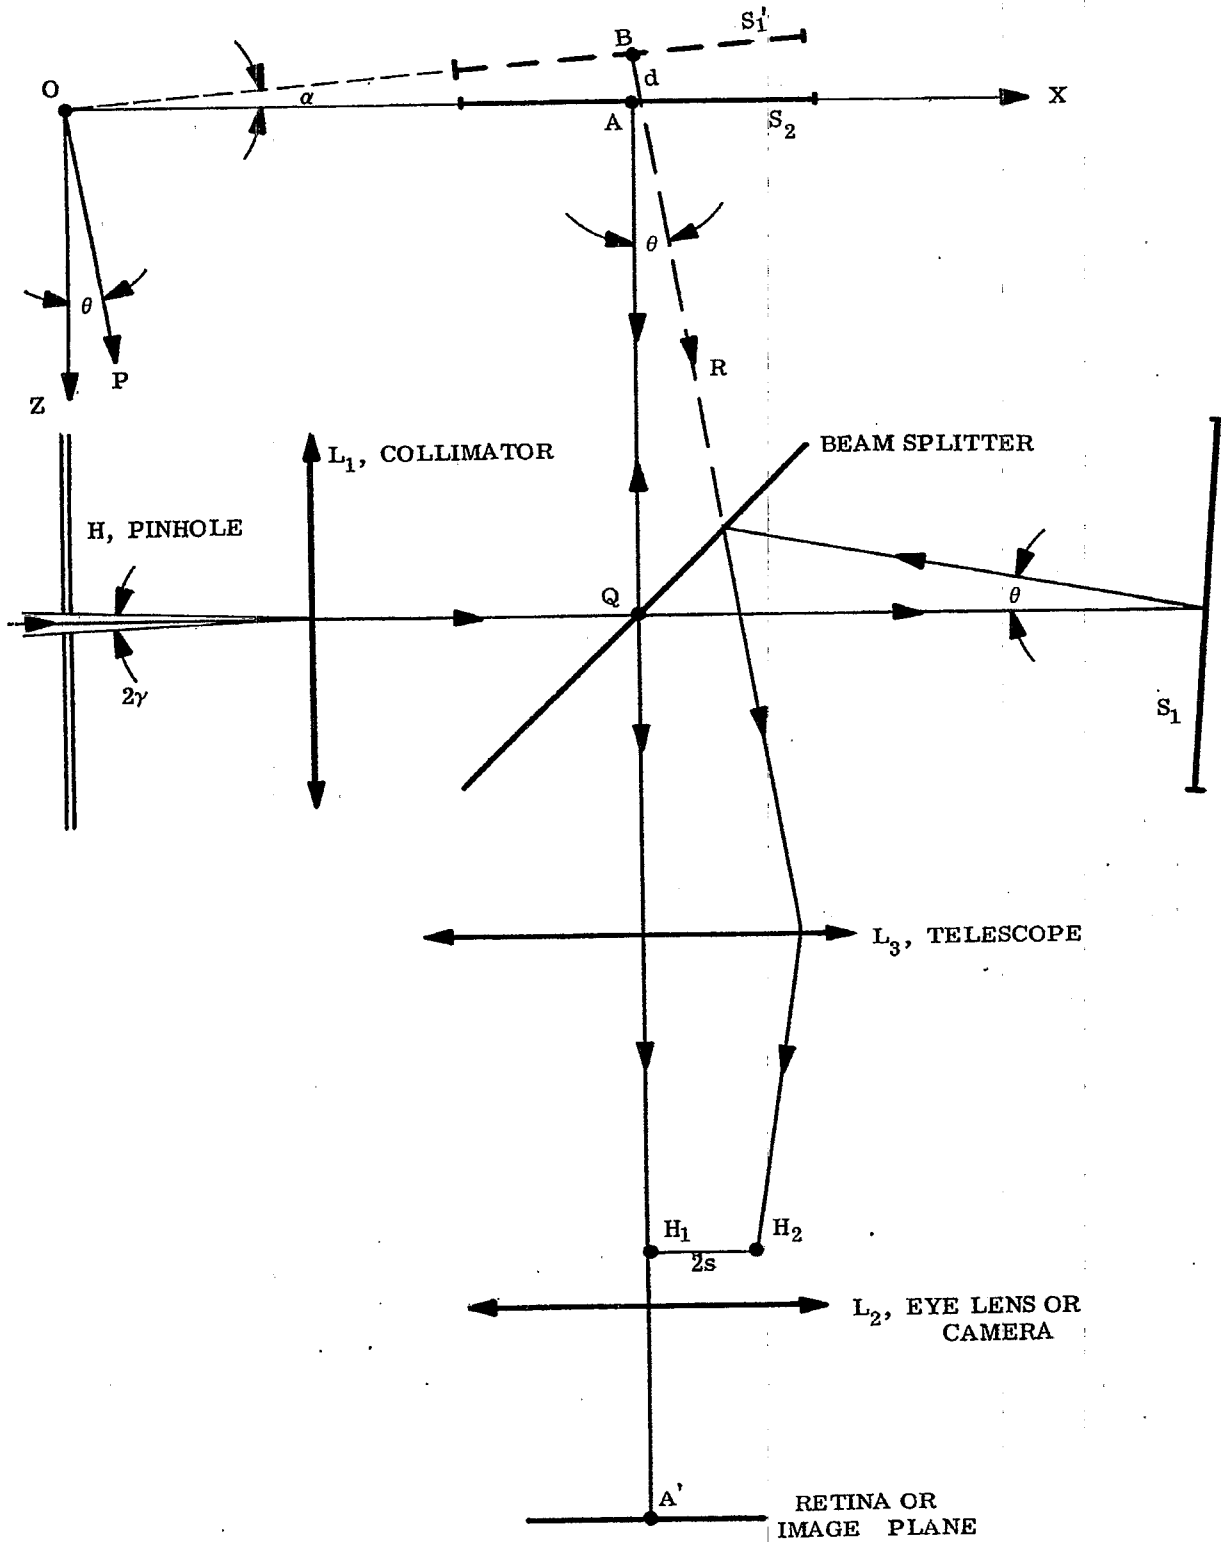 S₁'
B
d
O
α
A
S₂
X
θ
θ
P
Z
R
L₁, COLLIMATOR
BEAM SPLITTER
H, PINHOLE
Q
θ
2γ
S₁
L₃, TELESCOPE
H₁
H₂
2s
L₂, EYE LENS OR
CAMERA
A'
RETINA OR
IMAGE PLANE